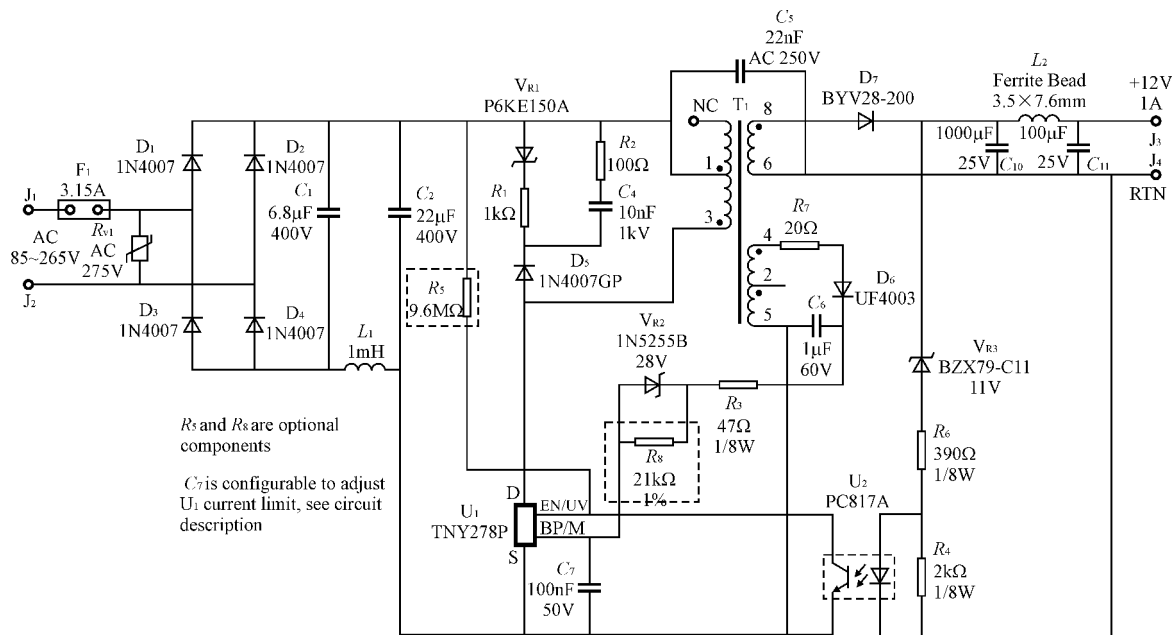 C5
22nF
AC 250V
VR1
P6KE150A
NC
T1
8
D7
BYV28-200
L2
Ferrite Bead
3.5×7.6mm
+12V
1A
J3
J4
RTN
1000μF
25V
C10
100μF
25V
C11
D1
1N4007
D2
1N4007
F1
3.15A
J1
AC
85~265V
J2
Rv1
AC
275V
C1
6.8μF
400V
C2
22μF
400V
R2
100Ω
R1
1kΩ
C4
10nF
1kV
1
3
6
D5
1N4007GP
R7
20Ω
4
2
5
D6
UF4003
C6
1μF
60V
D3
1N4007
D4
1N4007
L1
1mH
R5
9.6MΩ
VR2
1N5255B
28V
R3
47Ω
1/8W
R8
21kΩ
1%
VR3
BZX79-C11
11V
R6
390Ω
1/8W
R5 and R8 are optional
components
C7 is configurable to adjust
U1 current limit, see circuit
description
D
EN/UV
BP/M
S
U1
TNY278P
C7
100nF
50V
U2
PC817A
R4
2kΩ
1/8W